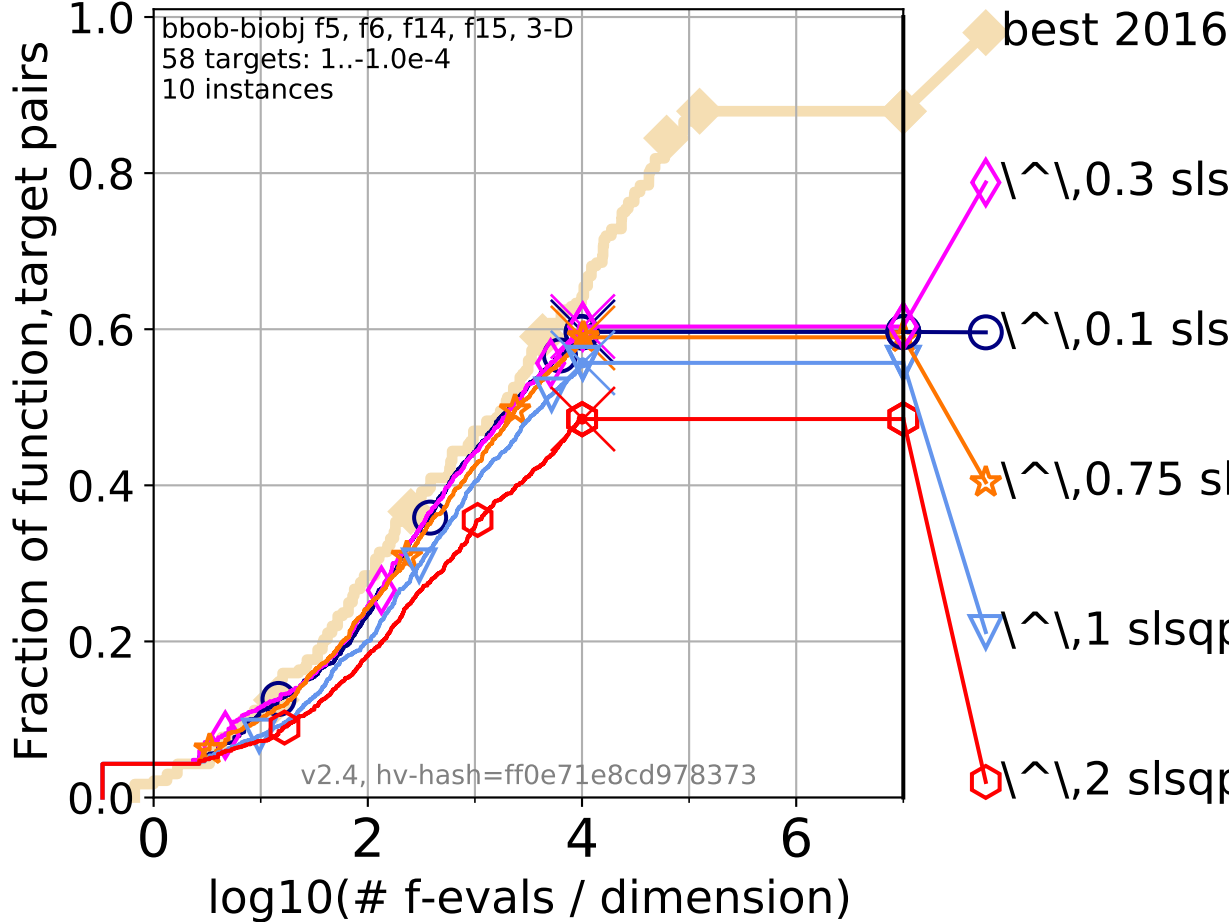 bbob-biobj f5, f6, f14, f15, 3-D
58 targets: 1..-1.0e-4
10 instances
1.0
0.8
0.6
0.4
0.2
0.0
Fraction of function,target pairs
0
2
4
6
log10(# f-evals / dimension)
v2.4, hv-hash=ff0e71e8cd978373
best 2016
\^\,0.3 sls
\^\,0.1 sls
\^\,0.75 sl
\^\,1 slsqp
\^\,2 slsqp